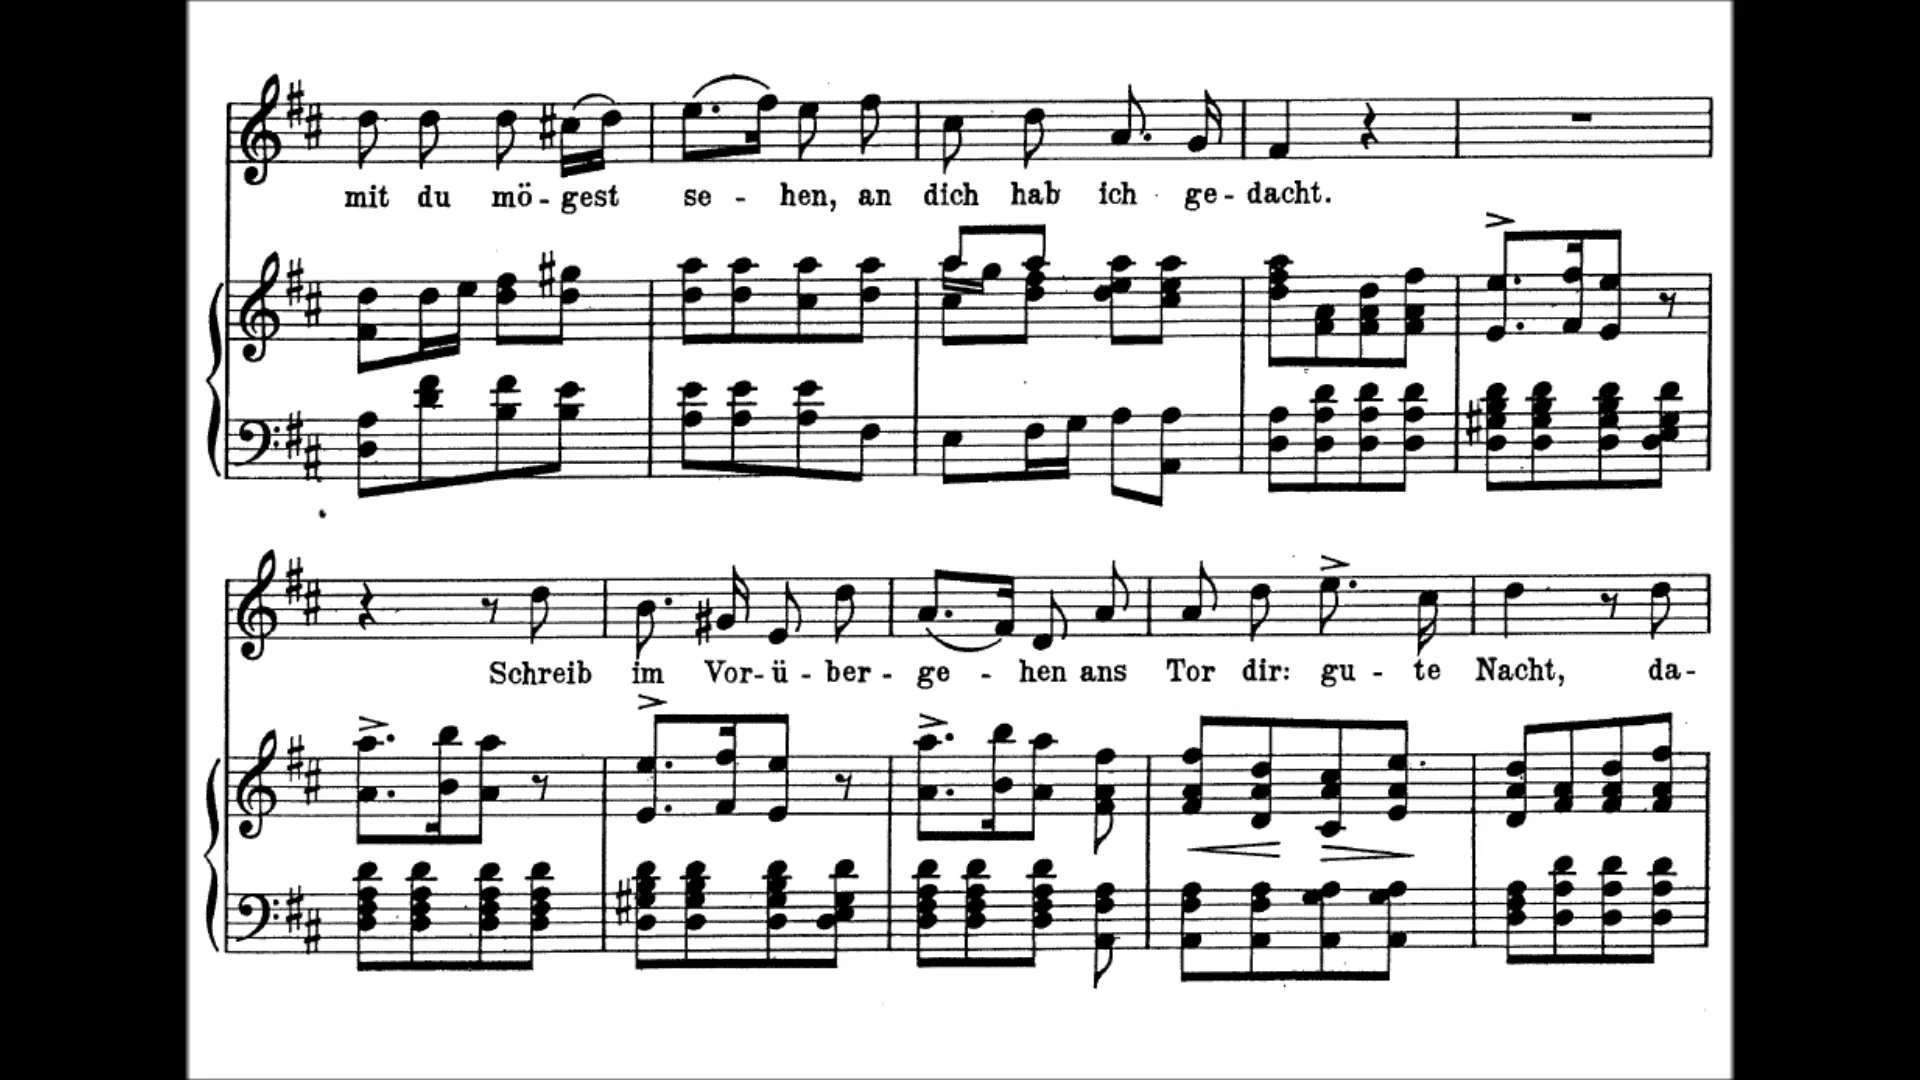 mit du mö - gest se - hen, an dich hab ich ge - dacht.
Schreib im Vor - ü - ber - ge - hen ans Tor dir: gu - te Nacht, da -